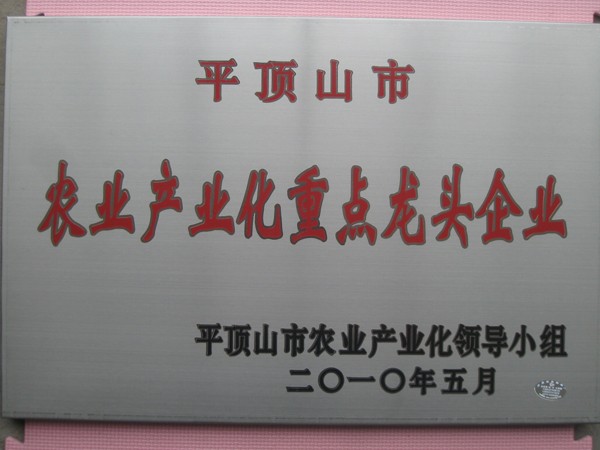 平顶山市
农业产业化重点龙头企业
平顶山市农业产业化领导小组
二〇一〇年五月